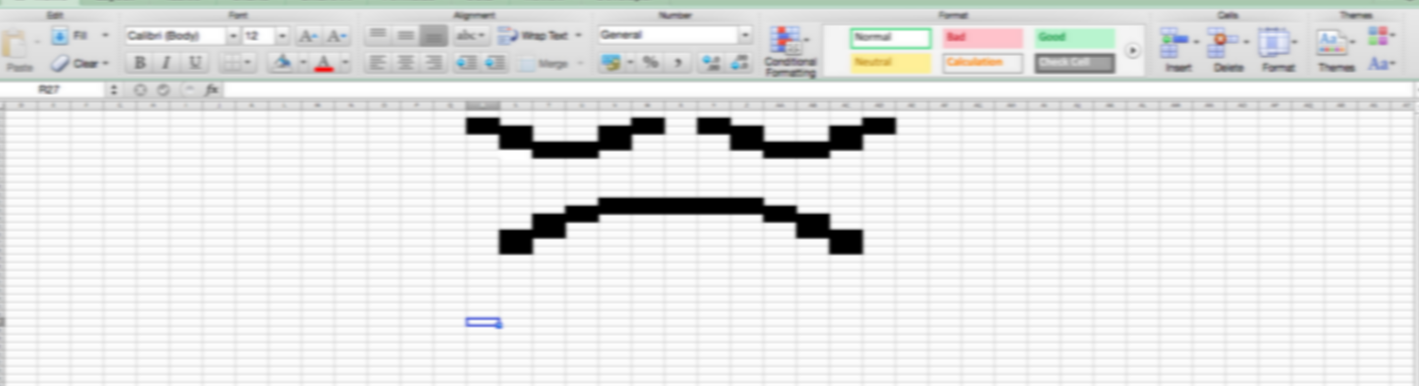 Edit Font Alignment Number Format Cells Themes
Fill Calibri (Body) 12 A A abc Wrap Text General Normal Bad Good
Paste Clear B I U A Merge % Conditional Formatting Neutral Calculation Check Cell Insert Delete Format Themes Aa
R27 fx